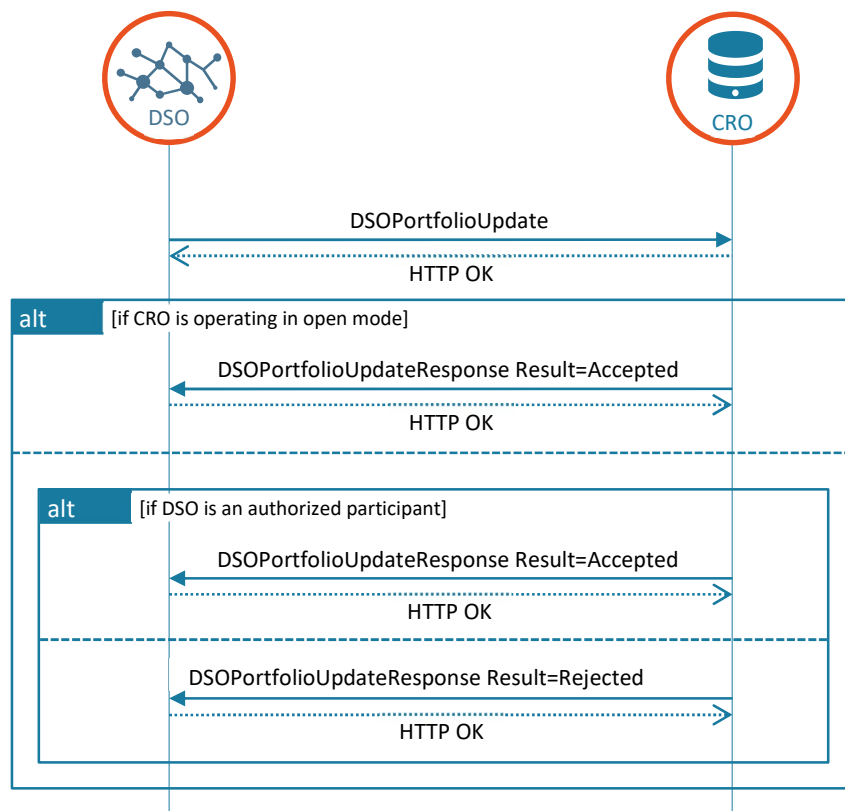 DSO
CRO
DSOPortfolioUpdate
HTTP OK
alt [if CRO is operating in open mode]
DSOPortfolioUpdateResponse Result=Accepted
HTTP OK
alt [if DSO is an authorized participant]
DSOPortfolioUpdateResponse Result=Accepted
HTTP OK
DSOPortfolioUpdateResponse Result=Rejected
HTTP OK